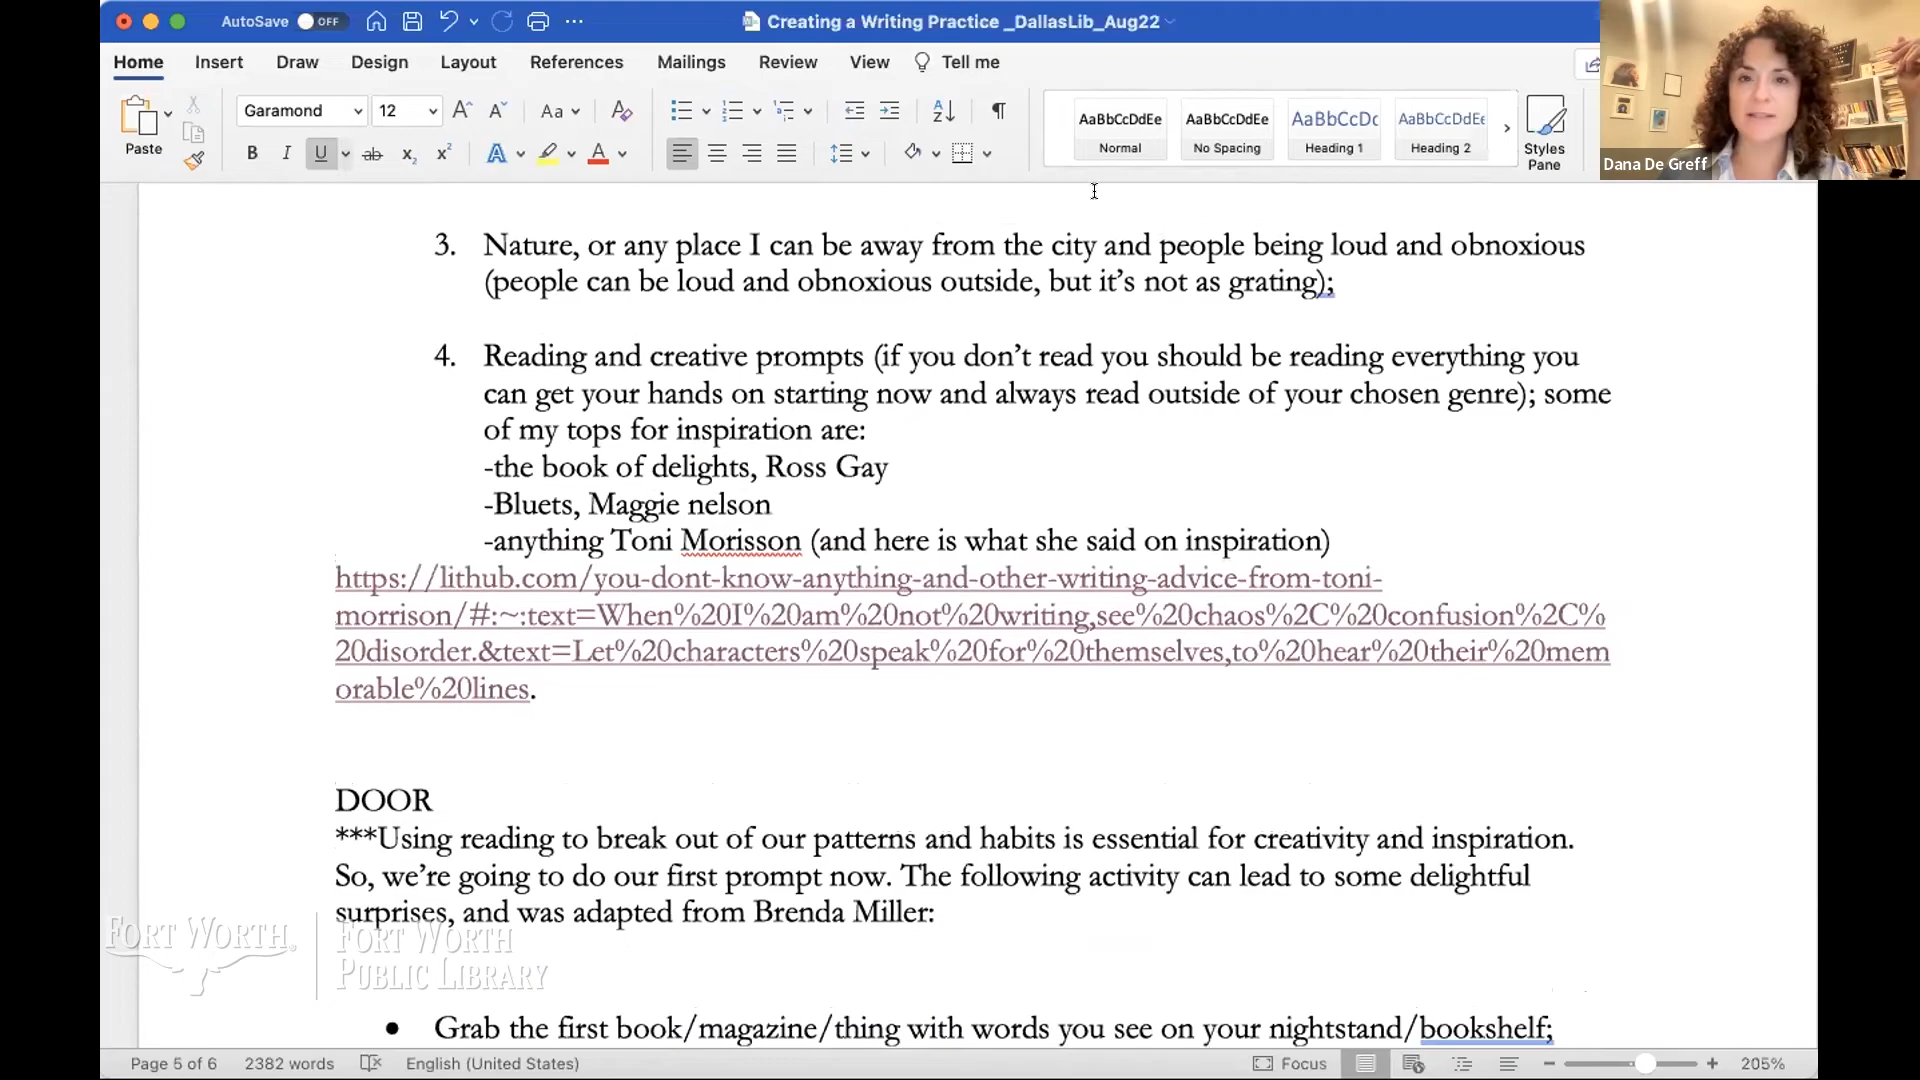 AutoSave OFF
Creating a Writing Practice _DallasLib_Aug22
Home Insert Draw Design Layout References Mailings Review View Tell me
Paste
Garamond 12
AaBbCcDdEe AaBbCcDdEe AaBbCcDc AaBbCcDdEe
Normal No Spacing Heading 1 Heading 2
Styles
Pane
Dana De Greff
3. Nature, or any place I can be away from the city and people being loud and obnoxious
(people can be loud and obnoxious outside, but it’s not as grating);
4. Reading and creative prompts (if you don’t read you should be reading everything you
can get your hands on starting now and always read outside of your chosen genre); some
of my tops for inspiration are:
-the book of delights, Ross Gay
-Bluets, Maggie nelson
-anything Toni Morisson (and here is what she said on inspiration)
https://lithub.com/you-dont-know-anything-and-other-writing-advice-from-toni-
morrison/#:~:text=When%20I%20am%20not%20writing,see%20chaos%2C%20confusion%2C%
20disorder.&text=Let%20characters%20speak%20for%20themselves,to%20hear%20their%20mem
orable%20lines.
DOOR
***Using reading to break out of our patterns and habits is essential for creativity and inspiration.
So, we’re going to do our first prompt now. The following activity can lead to some delightful
surprises, and was adapted from Brenda Miller:
FORT WORTH®
FORT WORTH
PUBLIC LIBRARY
• Grab the first book/magazine/thing with words you see on your nightstand/bookshelf;
Page 5 of 6 2382 words English (United States) Focus 205%